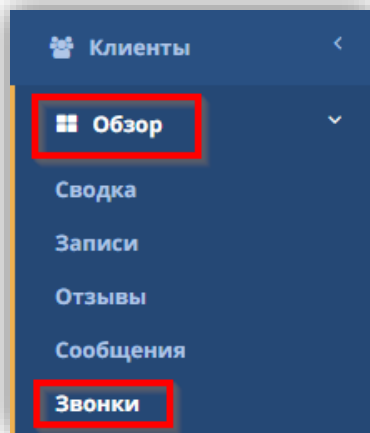 Клиенты
Обзор
Сводка
Записи
Отзывы
Сообщения
Звонки